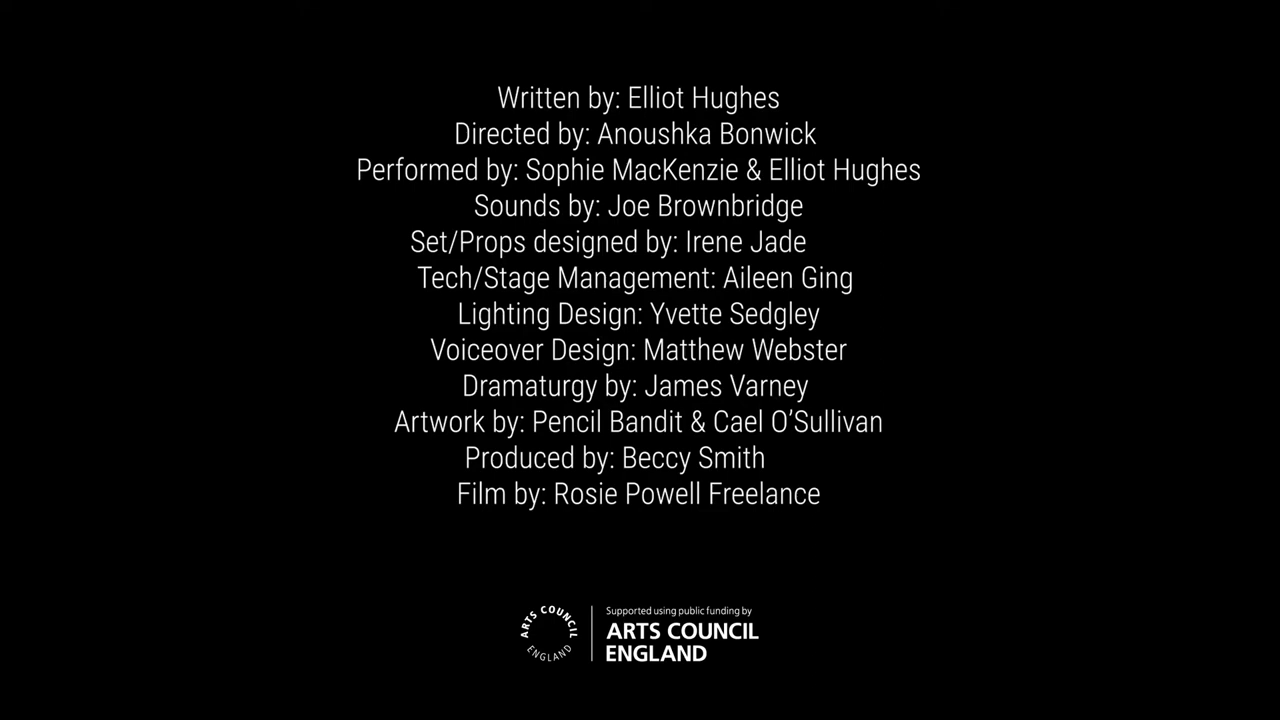 Written by: Elliot Hughes
Directed by: Anoushka Bonwick
Performed by: Sophie MacKenzie & Elliot Hughes
Sounds by: Joe Brownbridge
Set/Props designed by: Irene Jade
Tech/Stage Management: Aileen Ging
Lighting Design: Yvette Sedgley
Voiceover Design: Matthew Webster
Dramaturgy by: James Varney
Artwork by: Pencil Bandit & Cael O’Sullivan
Produced by: Beccy Smith
Film by: Rosie Powell Freelance
ARTS COUNCIL
ENGLAND
Supported using public funding by
ARTS COUNCIL
ENGLAND